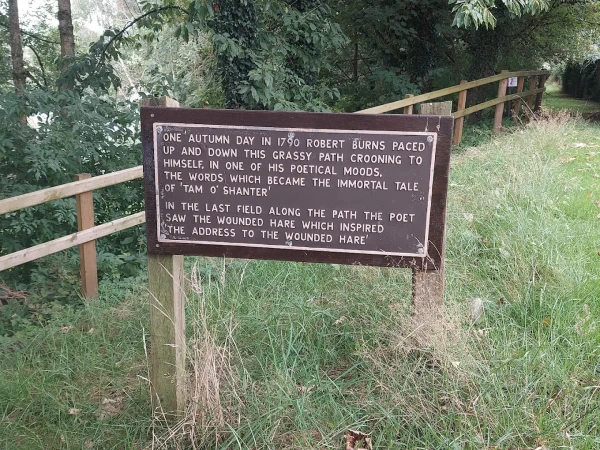 ONE AUTUMN DAY IN 1790 ROBERT BURNS PACED
UP AND DOWN THIS GRASSY PATH CROONING TO
HIMSELF, IN ONE OF HIS POETICAL MOODS,
THE WORDS WHICH BECAME THE IMMORTAL TALE
OF 'TAM O' SHANTER'
IN THE LAST FIELD ALONG THE PATH THE POET
SAW THE WOUNDED HARE WHICH INSPIRED
'THE ADDRESS TO THE WOUNDED HARE'